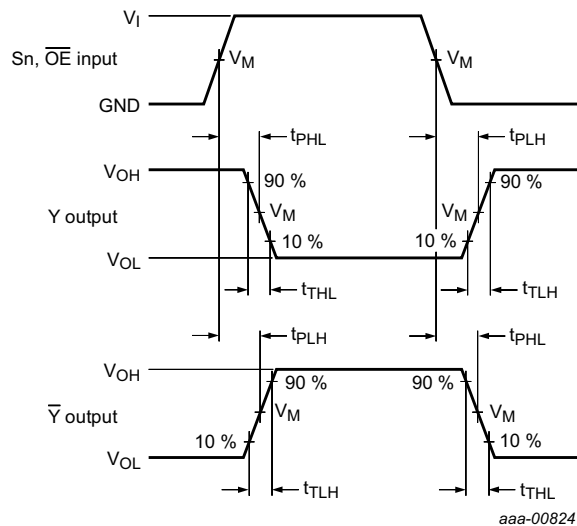 V_I
Sn, O̅E̅ input
V_M
V_M
GND
t_PHL
t_PLH
V_OH
90 %
90 %
Y output
V_M
V_M
10 %
10 %
V_OL
t_THL
t_TLH
t_PLH
t_PHL
V_OH
90 %
90 %
Y̅ output
V_M
V_M
10 %
10 %
V_OL
t_TLH
t_THL
aaa-00824